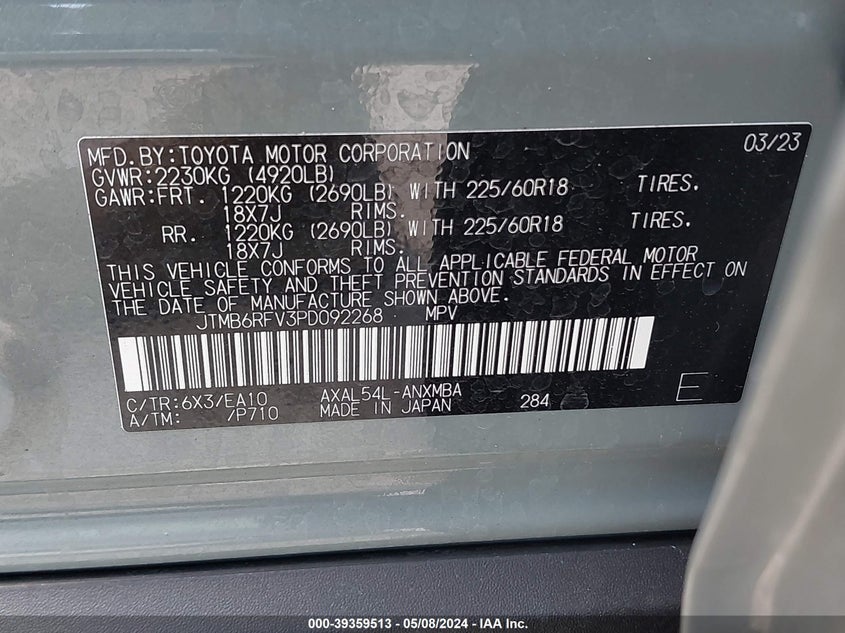 MFD.BY:TOYOTA MOTOR CORPORATION 03/23
GVWR:2230KG (4920LB)
GAWR:FRT. 1220KG (2690LB) WITH 225/60R18 TIRES.
18X7J RIMS.
RR. 1220KG (2690LB) WITH 225/60R18 TIRES.
18X7J RIMS.
THIS VEHICLE CONFORMS TO ALL APPLICABLE FEDERAL MOTOR
VEHICLE SAFETY AND THEFT PREVENTION STANDARDS IN EFFECT ON
THE DATE OF MANUFACTURE SHOWN ABOVE.
JTMB6RFV3PD092268 MPV
C/TR:6X3/EA10 AXAL54L-ANXMBA
A/TM: /P710 MADE IN JAPAN 284 E
000-39359513 - 05/08/2024 - IAA Inc.